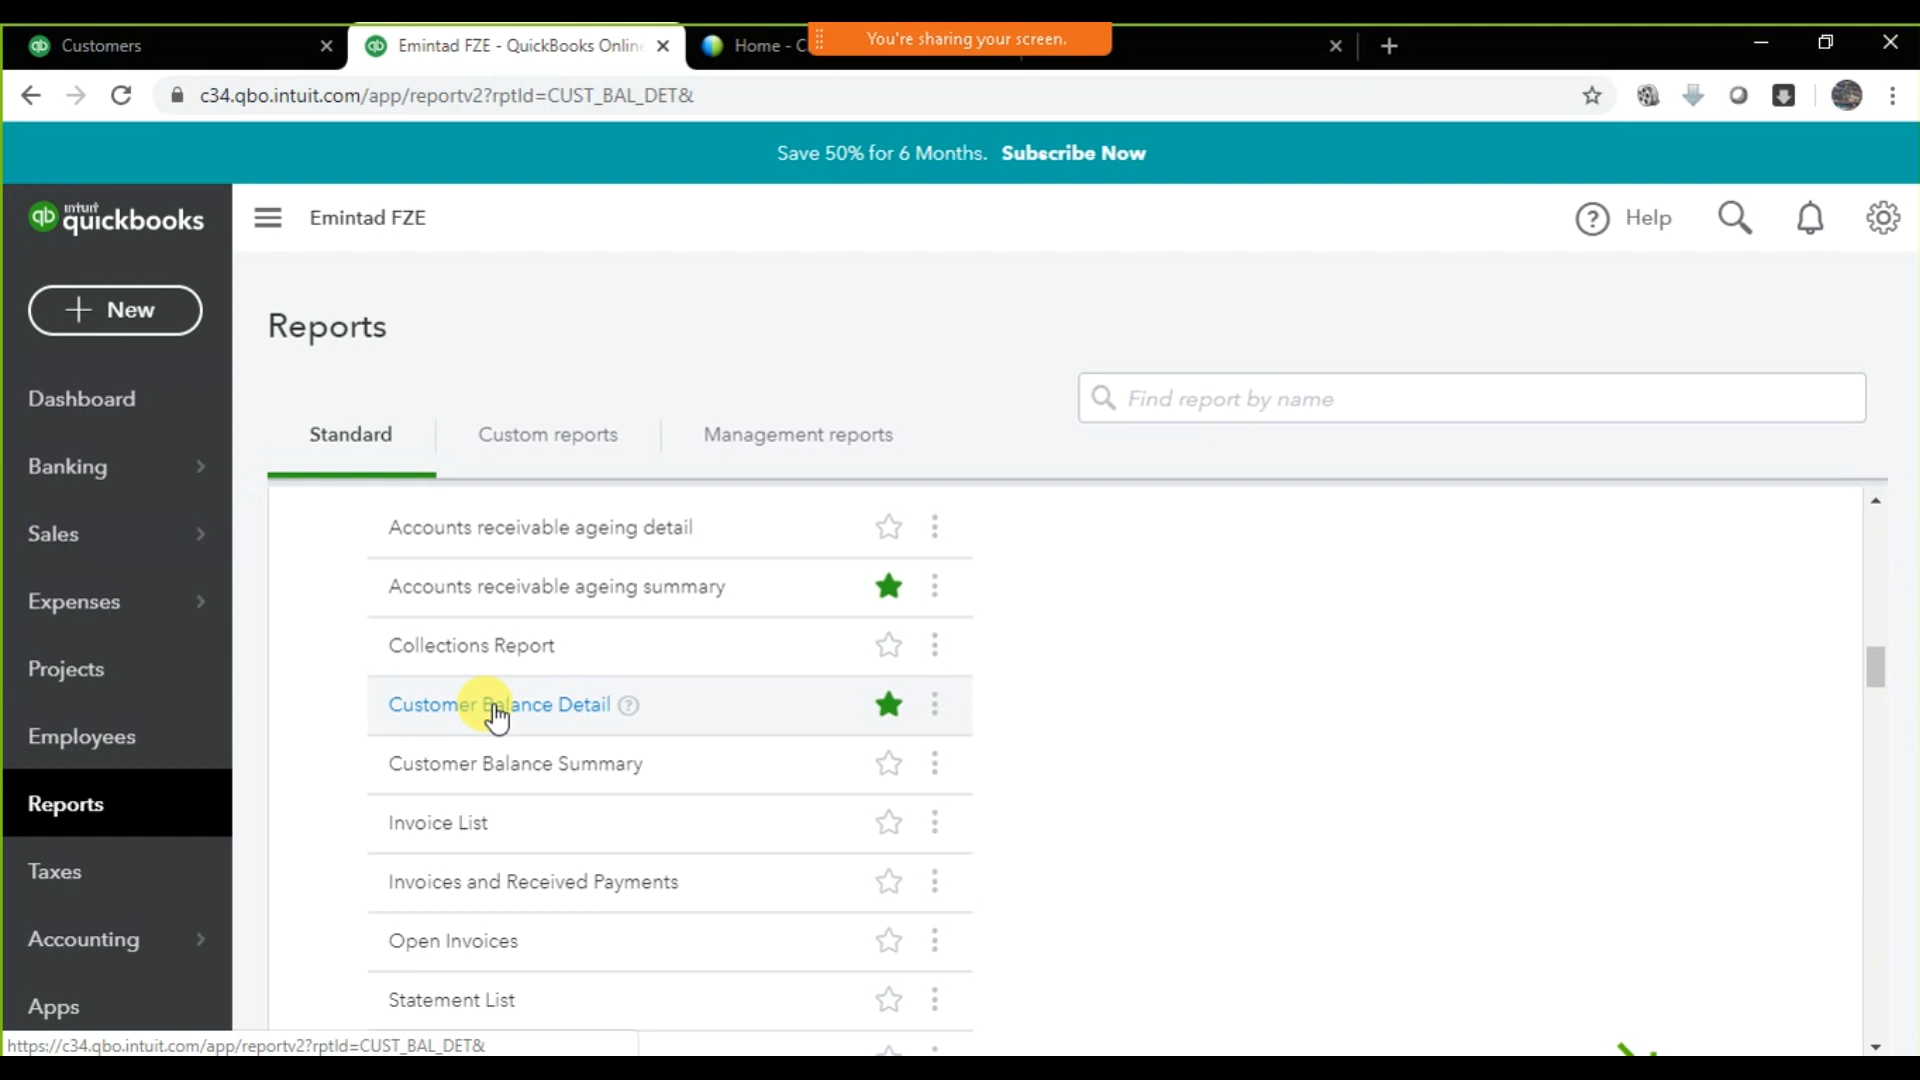 Customers
Emintad FZE - QuickBooks Onlin
Home - C
You're sharing your screen.
c34.qbo.intuit.com/app/reportv2?rptId=CUST_BAL_DET&
Save 50% for 6 Months. Subscribe Now
qb intuit quickbooks
Emintad FZE
Help
New
Reports
Find report by name
Standard
Custom reports
Management reports
Dashboard
Banking
Sales
Expenses
Projects
Employees
Reports
Taxes
Accounting
Apps
Accounts receivable ageing detail
Accounts receivable ageing summary
Collections Report
Customer Balance Detail
Customer Balance Summary
Invoice List
Invoices and Received Payments
Open Invoices
Statement List
https://c34.qbo.intuit.com/app/reportv2?rptId=CUST_BAL_DET&